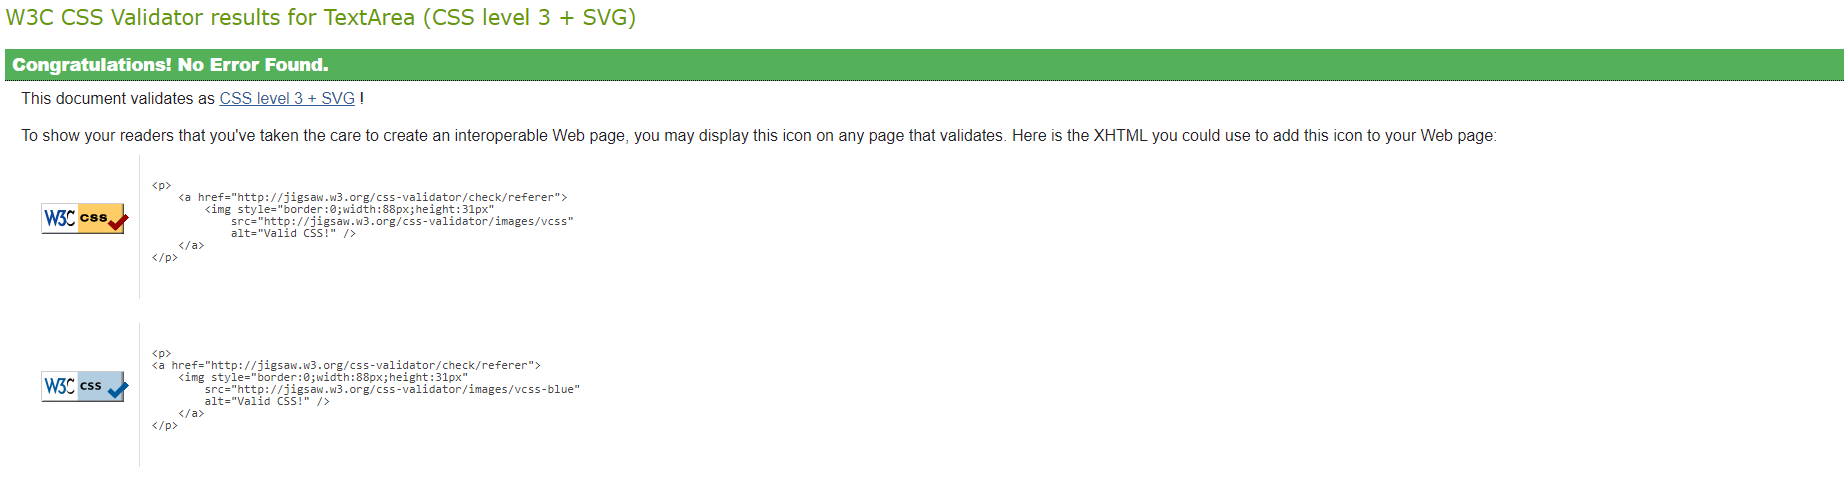 W3C CSS Validator results for TextArea (CSS level 3 + SVG)
Congratulations! No Error Found.
This document validates as CSS level 3 + SVG !
To show your readers that you've taken the care to create an interoperable Web page, you may display this icon on any page that validates. Here is the XHTML you could use to add this icon to your Web page:
W3C css
<p>
    <a href="http://jigsaw.w3.org/css-validator/check/referer">
        <img style="border:0;width:88px;height:31px"
            src="http://jigsaw.w3.org/css-validator/images/vcss"
            alt="Valid CSS!" />
    </a>
</p>
W3C css
<p>
<a href="http://jigsaw.w3.org/css-validator/check/referer">
    <img style="border:0;width:88px;height:31px"
        src="http://jigsaw.w3.org/css-validator/images/vcss-blue"
        alt="Valid CSS!" />
    </a>
</p>